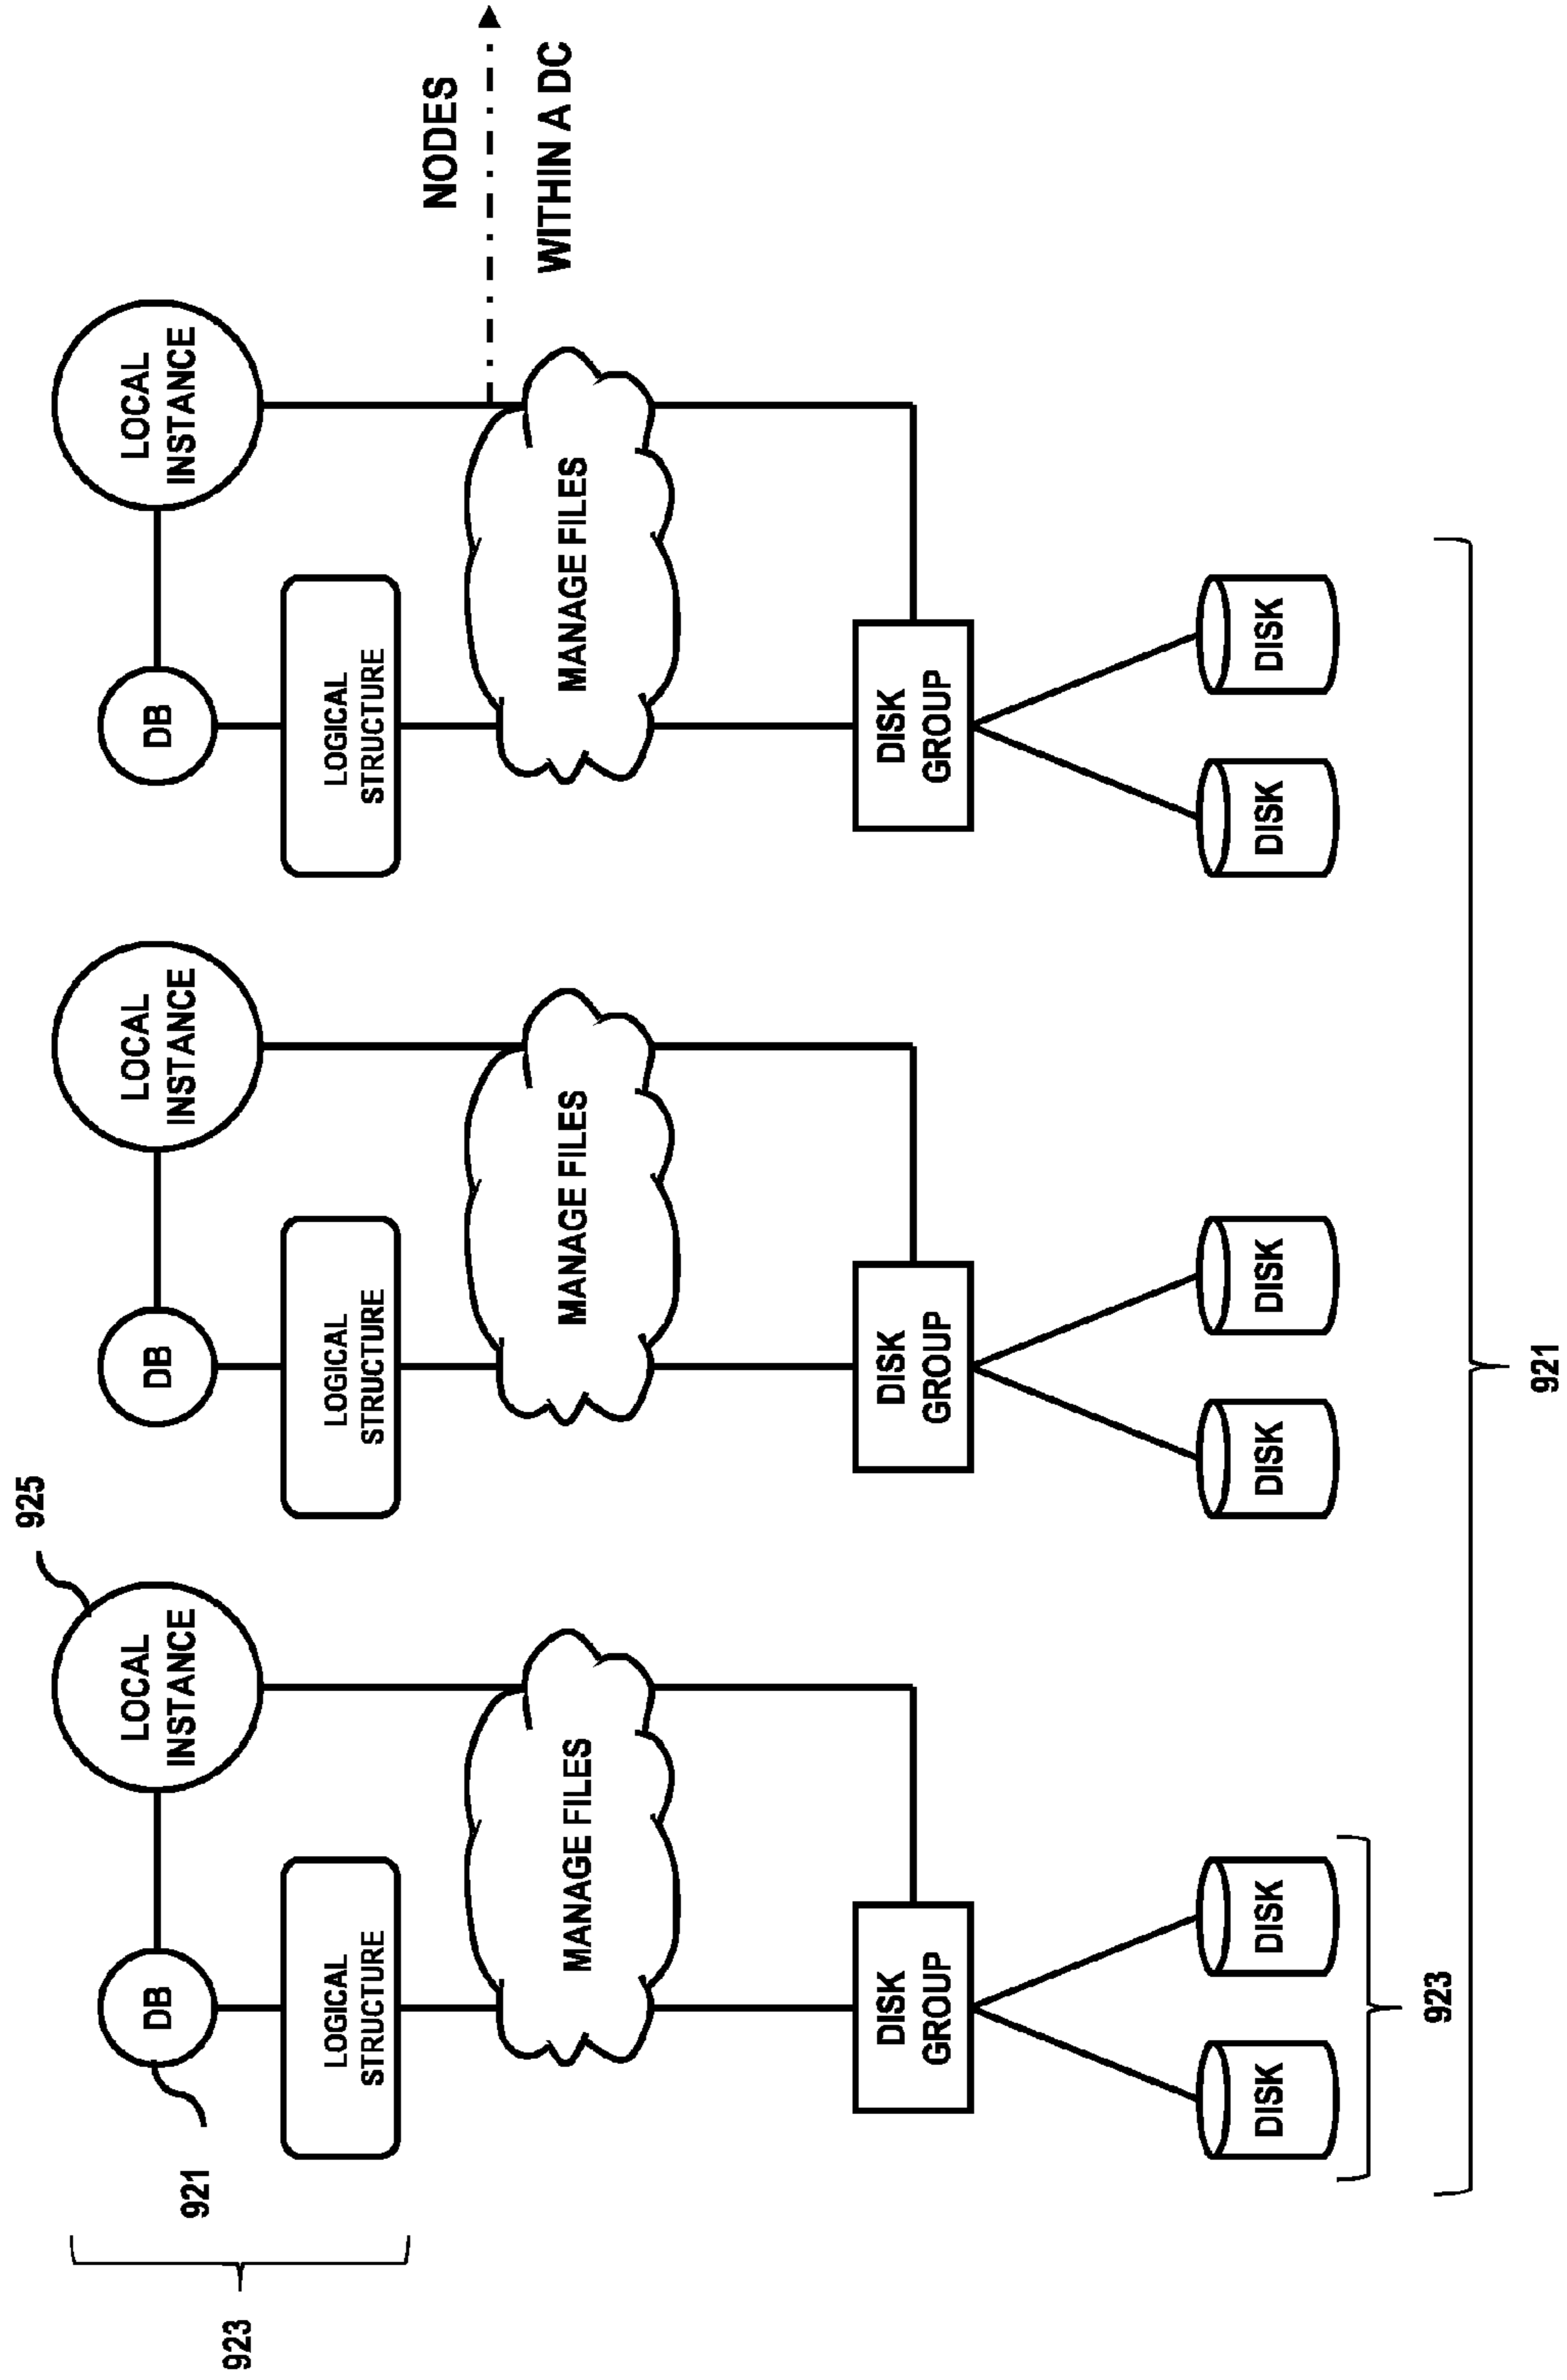 925
DB
LOCAL
INSTANCE
DB
LOCAL
INSTANCE
DB
LOCAL
INSTANCE
921
923
LOGICAL
STRUCTURE
LOGICAL
STRUCTURE
LOGICAL
STRUCTURE
NODES
WITHIN A DC
MANAGE FILES
MANAGE FILES
MANAGE FILES
DISK
GROUP
DISK
GROUP
DISK
GROUP
DISK
DISK
DISK
DISK
DISK
DISK
923
921